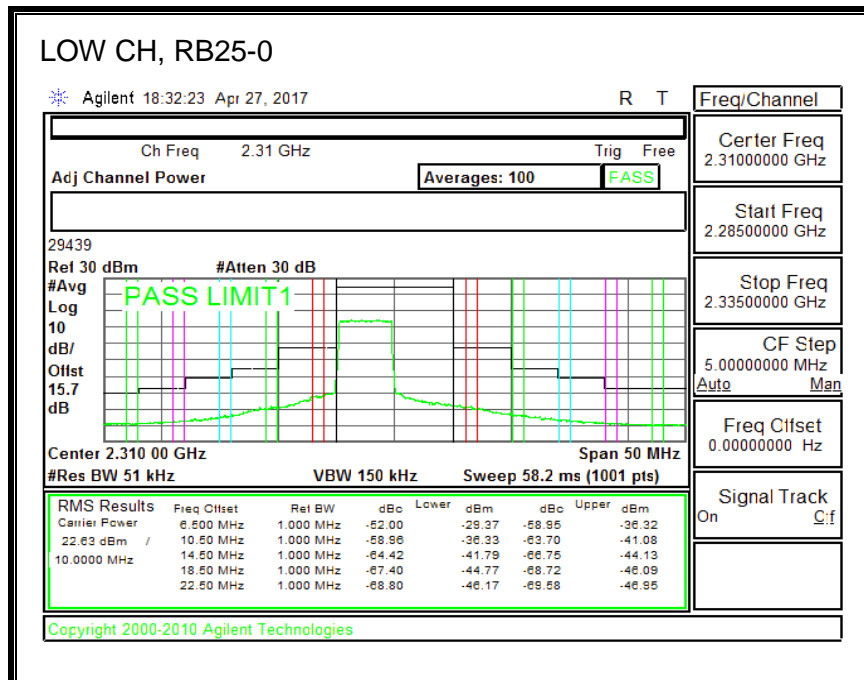 LOW CH, RB25-0
Agilent 18:32:23 Apr 27, 2017 R T
Freq/Channel
Ch Freq 2.31 GHz Trig Free
Adj Channel Power Averages: 100 PASS
Center Freq
2.31000000 GHz
Start Freq
2.28500000 GHz
Stop Freq
2.33500000 GHz
CF Step
5.00000000 MHz
Auto Man
Freq Offset
0.00000000 Hz
Signal Track
On Off
29439
Ref 30 dBm #Atten 30 dB
#Avg
Log
10
dB/
Offst
15.7
dB
PASS LIMIT1
Center 2.310 00 GHz Span 50 MHz
#Res BW 51 kHz VBW 150 kHz Sweep 58.2 ms (1001 pts)
RMS Results Freq Offset Ref BW dBc Lower dBm dBc Upper dBm
Carrier Power 6.500 MHz 1.000 MHz -52.00 -29.37 -58.95 -36.32
22.63 dBm / 10.50 MHz 1.000 MHz -58.96 -36.33 -63.70 -41.08
10.0000 MHz 14.50 MHz 1.000 MHz -64.42 -41.79 -66.75 -44.13
18.50 MHz 1.000 MHz -67.40 -44.77 -68.72 -46.09
22.50 MHz 1.000 MHz -68.80 -46.17 -69.58 -46.95
Copyright 2000-2010 Agilent Technologies